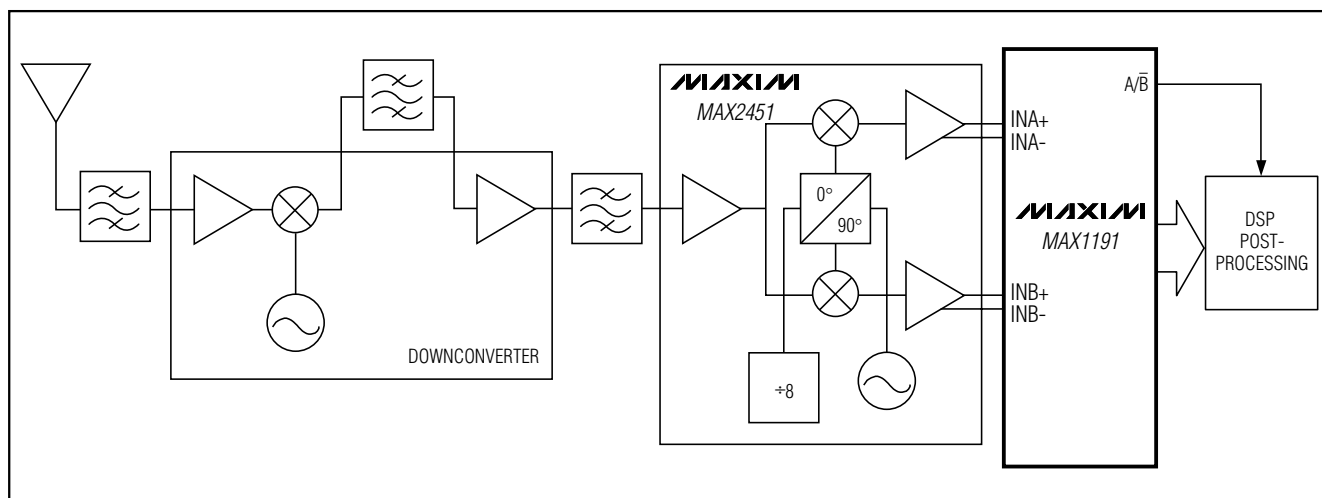 DOWNCONVERTER
MAXIM
MAX2451
0°
90°
÷8
INA+
INA-
INB+
INB-
A/B̅
MAXIM
MAX1191
DSP
POST-
PROCESSING